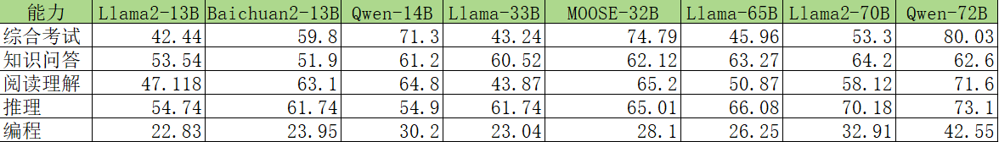 能力 Llama2-13B Baichuan2-13B Qwen-14B Llama-33B MOOSE-32B Llama-65B Llama2-70B Qwen-72B
综合考试 42.44 59.8 71.3 43.24 74.79 45.96 53.3 80.03
知识问答 53.54 51.9 61.2 60.52 62.12 63.27 64.2 62.6
阅读理解 47.118 63.1 64.8 43.87 65.2 50.87 58.12 71.6
推理 54.74 61.74 54.9 61.74 65.01 66.08 70.18 73.1
编程 22.83 23.95 30.2 23.04 28.1 26.25 32.91 42.55